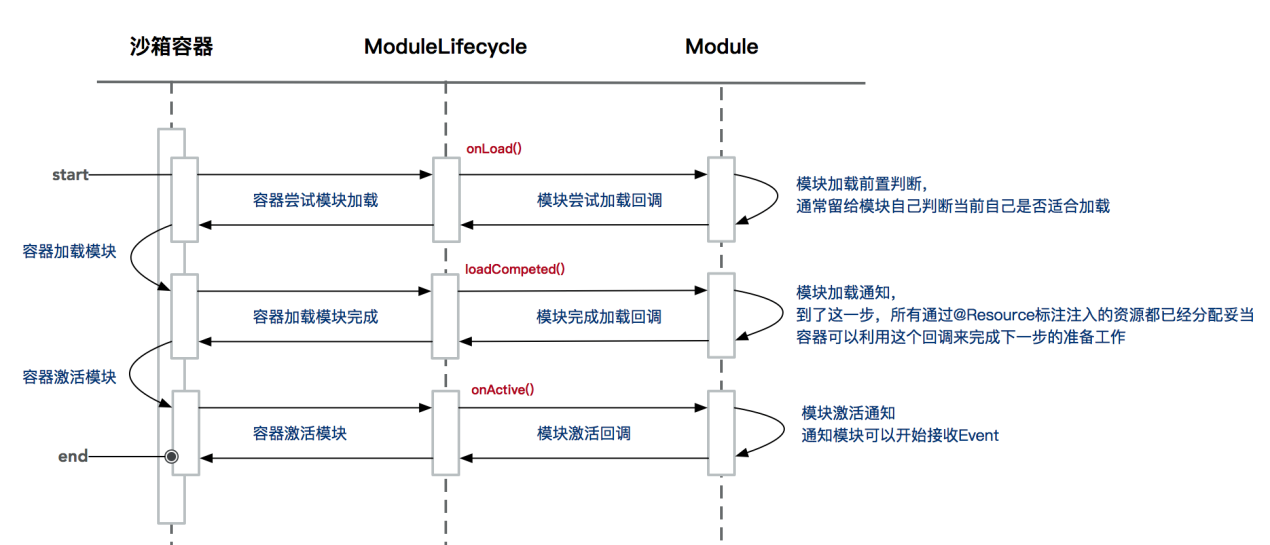 沙箱容器
ModuleLifecycle
Module
start
onLoad()
容器尝试模块加载
模块尝试加载回调
模块加载前置判断，
通常留给模块自己判断当前自己是否适合加载
容器加载模块
loadCompeted()
容器加载模块完成
模块完成加载回调
模块加载通知，
到了这一步，所有通过@Resource标注注入的资源都已经分配妥当
容器可以利用这个回调来完成下一步的准备工作
容器激活模块
onActive()
容器激活模块
模块激活回调
模块激活通知
通知模块可以开始接收Event
end